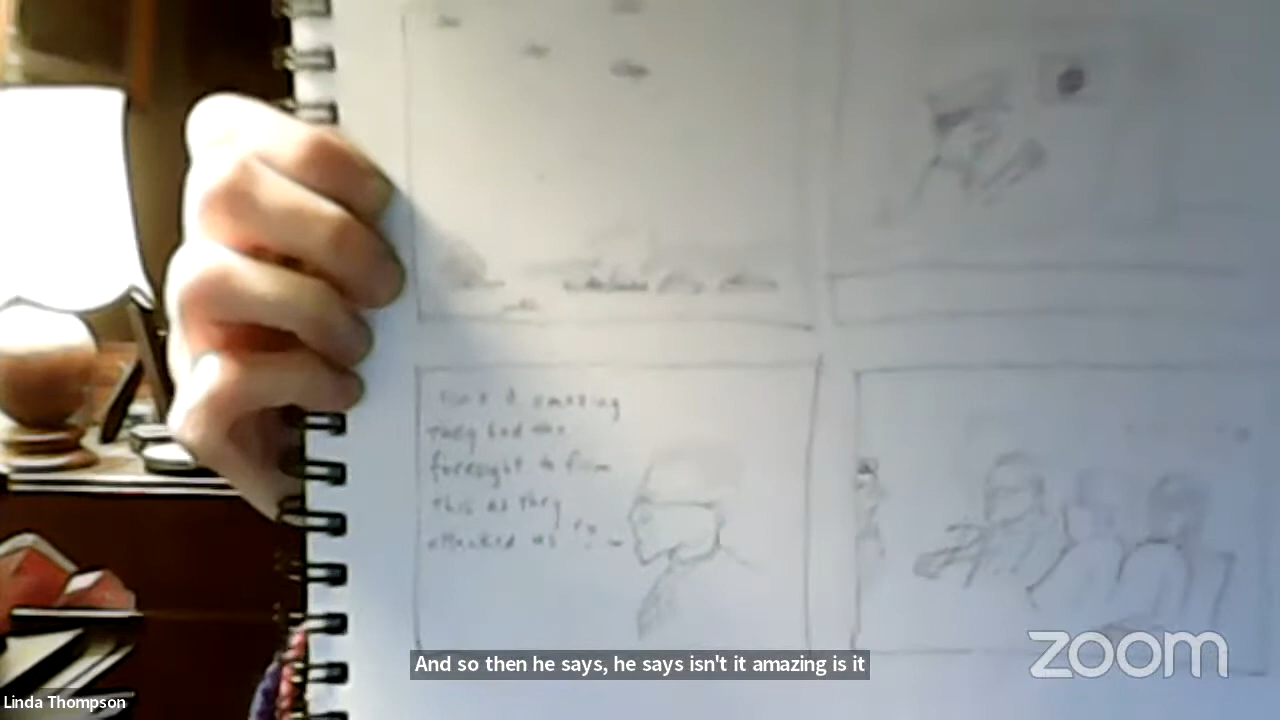 isn't it amazing
They had the
foresight to film
This as They
attacked us
And so then he says, he says isn't it amazing is it
zoom
Linda Thompson